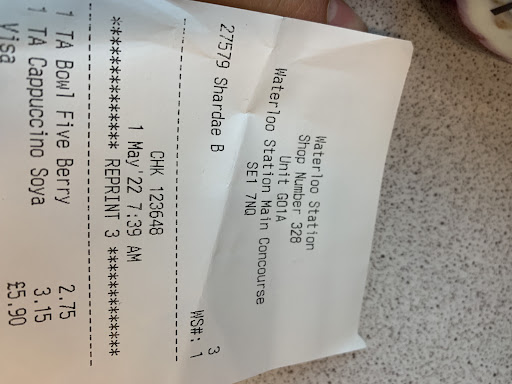 Waterloo Station
Shop Number 328
Unit G01A
Waterloo Station Main Concourse
SE1 7NQ
3
27579 Shardae B WS#: 1
--------------------------------
CHK 123648
1 May'22 7:39 AM
************** REPRINT 3 **************
--------------------------------
1 TA Bowl Five Berry 2.75
1 TA Cappuccino Soya 3.15
Visa £5.90